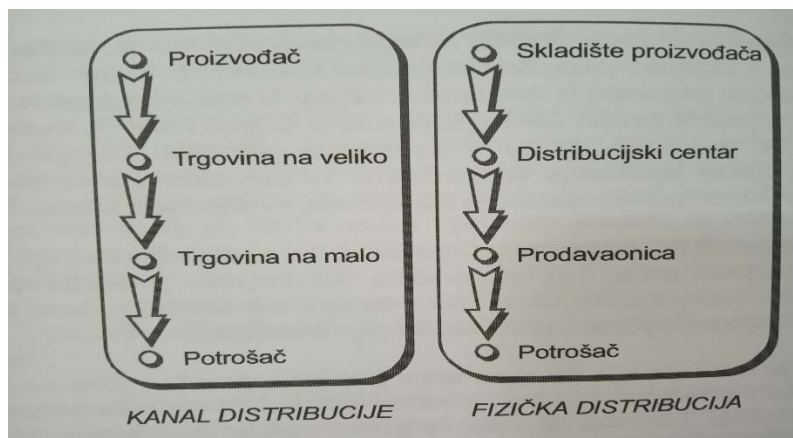 Proizvođač
Trgovina na veliko
Trgovina na malo
Potrošač
KANAL DISTRIBUCIJE
Skladište proizvođača
Distribucijski centar
Prodavaonica
Potrošač
FIZIČKA DISTRIBUCIJA